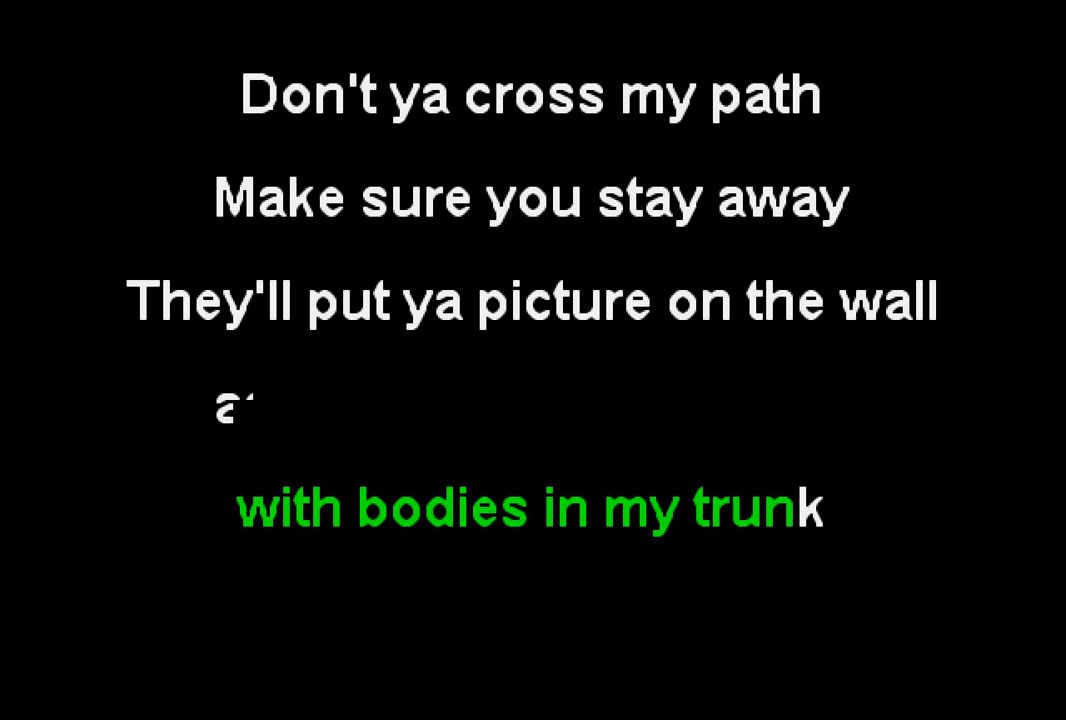 Don't ya cross my path
Make sure you stay away
They'll put ya picture on the wall
with bodies in my trunk